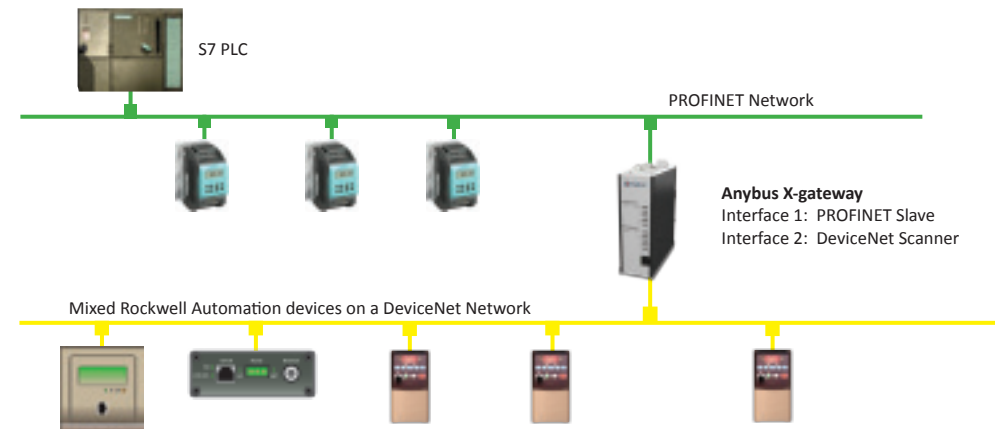 S7 PLC
PROFINET Network
Anybus X-gateway
Interface 1: PROFINET Slave
Interface 2: DeviceNet Scanner
Mixed Rockwell Automation devices on a DeviceNet Network